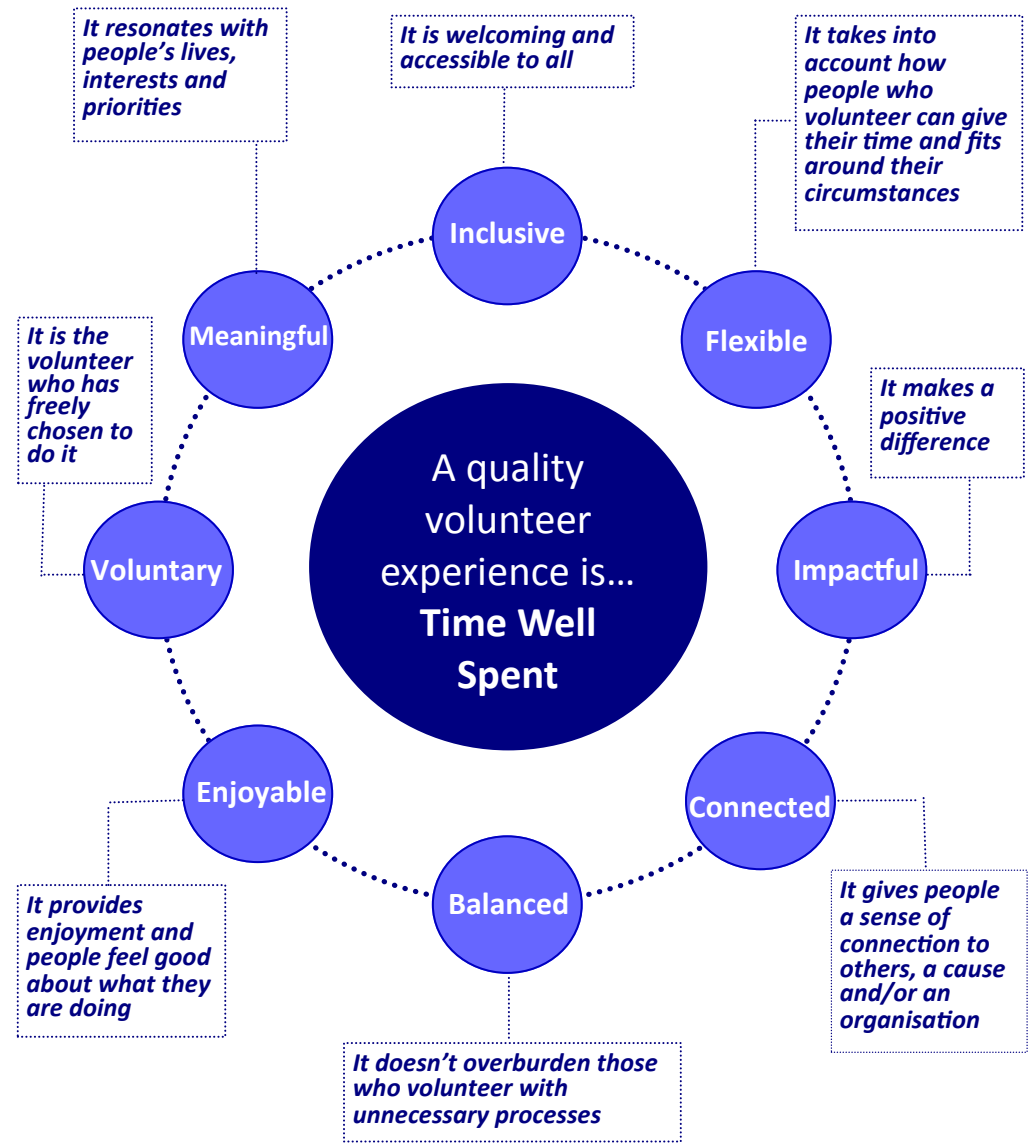 It resonates with
people's lives,
interests and
priorities
It is welcoming and
accessible to all
It takes into
account how
people who
volunteer can give
their time and fits
around their
circumstances
Inclusive
Meaningful
Flexible
It is the
volunteer
who has
freely
chosen to
do it
It makes a
positive
difference
A quality
volunteer
experience is…
Time Well
Spent
Voluntary
Impactful
Enjoyable
Connected
Balanced
It provides
enjoyment and
people feel good
about what they
are doing
It gives people
a sense of
connection to
others, a cause
and/or an
organisation
It doesn't overburden those
who volunteer with
unnecessary processes